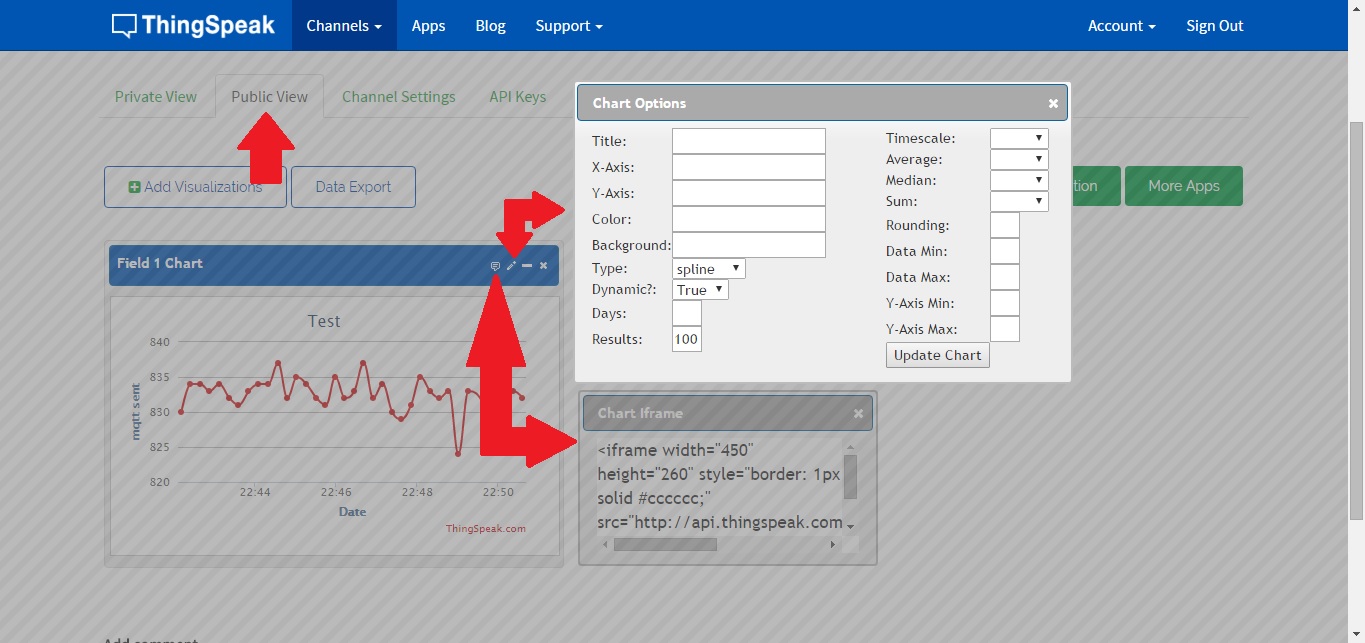 ThingSpeak
Channels
Apps
Blog
Support
Account
Sign Out
Private View
Public View
Channel Settings
API Keys
Add Visualizations
Data Export
tion
More Apps
Chart Options
Title:
X-Axis:
Y-Axis:
Color:
Background:
Type: spline
Dynamic?: True
Days:
Results: 100
Timescale:
Average:
Median:
Sum:
Rounding:
Data Min:
Data Max:
Y-Axis Min:
Y-Axis Max:
Update Chart
Field 1 Chart
Test
mqtt sent
840
835
830
825
820
22:44 22:46 22:48 22:50
Date
ThingSpeak.com
Chart Iframe
<iframe width="450"
height="260" style="border: 1px
solid #cccccc;"
src="http://api.thingspeak.com
Add comment